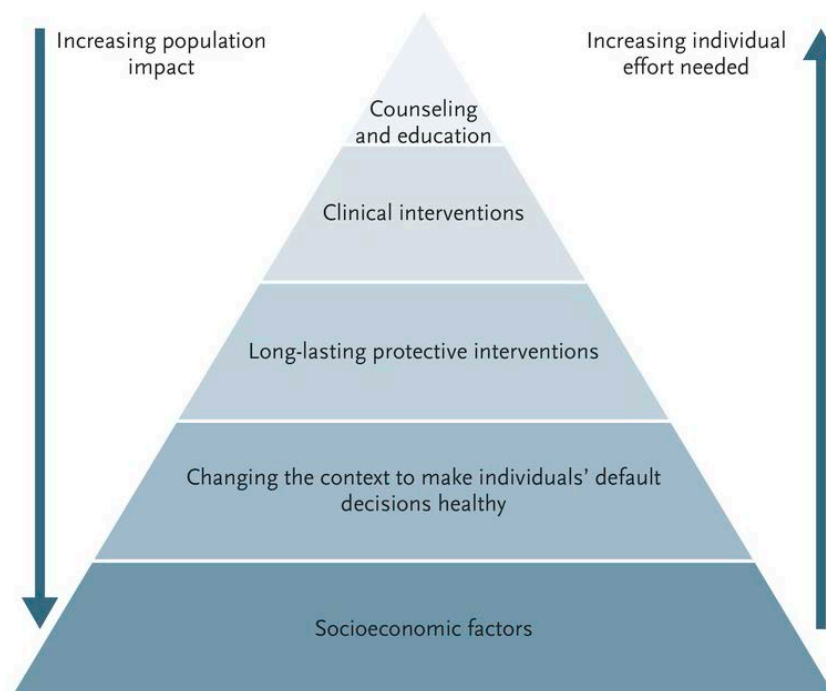 Increasing population
impact
Increasing individual
effort needed
Counseling
and education
Clinical interventions
Long-lasting protective interventions
Changing the context to make individuals’ default
decisions healthy
Socioeconomic factors